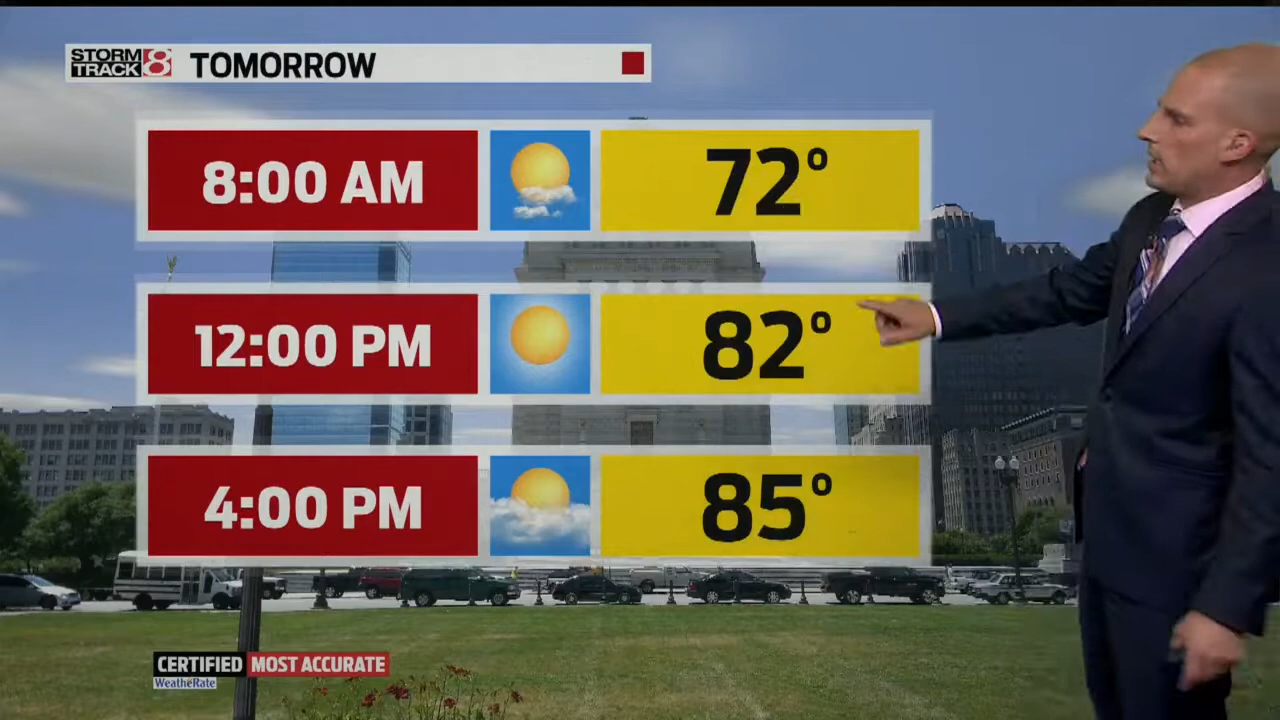 STORM
TRACK 8
TOMORROW
8:00 AM
72°
12:00 PM
82°
4:00 PM
85°
CERTIFIED MOST ACCURATE
WeatheRate